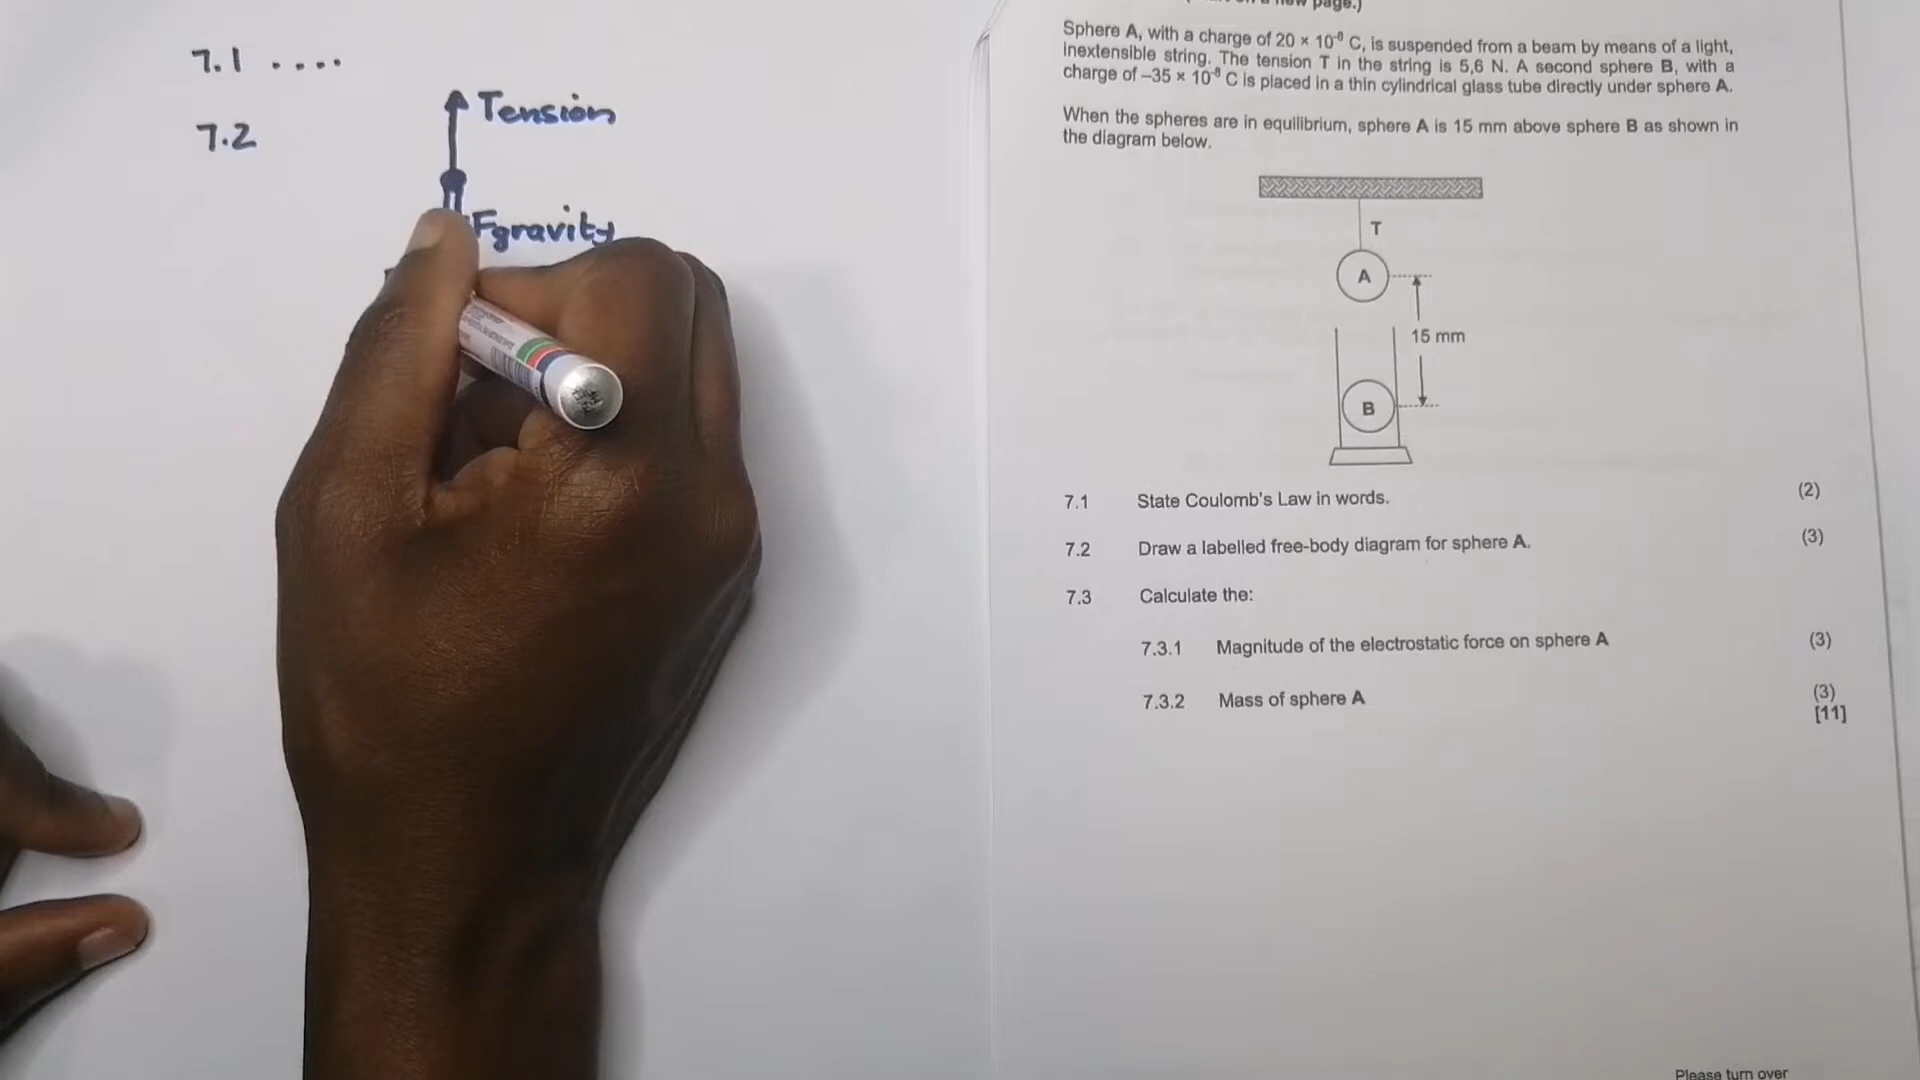 7.1 ....
7.2
Tension
Fgravity
page.)
Sphere A, with a charge of 20 × 10⁻⁸ C, is suspended from a beam by means of a light,
inextensible string. The tension T in the string is 5,6 N. A second sphere B, with a
charge of –35 × 10⁻⁸ C is placed in a thin cylindrical glass tube directly under sphere A.
When the spheres are in equilibrium, sphere A is 15 mm above sphere B as shown in
the diagram below.
T
A
15 mm
B
7.1 State Coulomb's Law in words. (2)
7.2 Draw a labelled free-body diagram for sphere A. (3)
7.3 Calculate the:
7.3.1 Magnitude of the electrostatic force on sphere A (3)
7.3.2 Mass of sphere A (3)
[11]
Please turn over